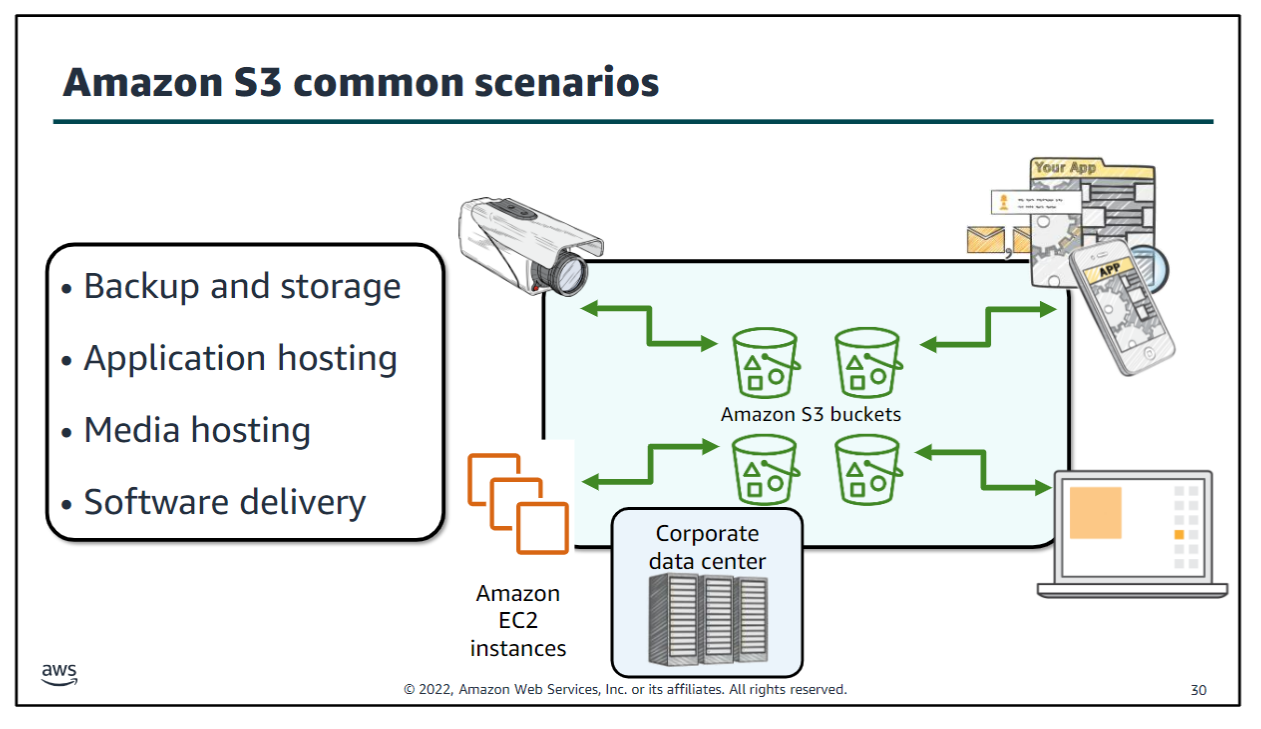 Amazon S3 common scenarios
• Backup and storage
• Application hosting
• Media hosting
• Software delivery
Your App
APP
Amazon S3 buckets
Amazon
EC2
instances
Corporate
data center
aws
© 2022, Amazon Web Services, Inc. or its affiliates. All rights reserved.
30